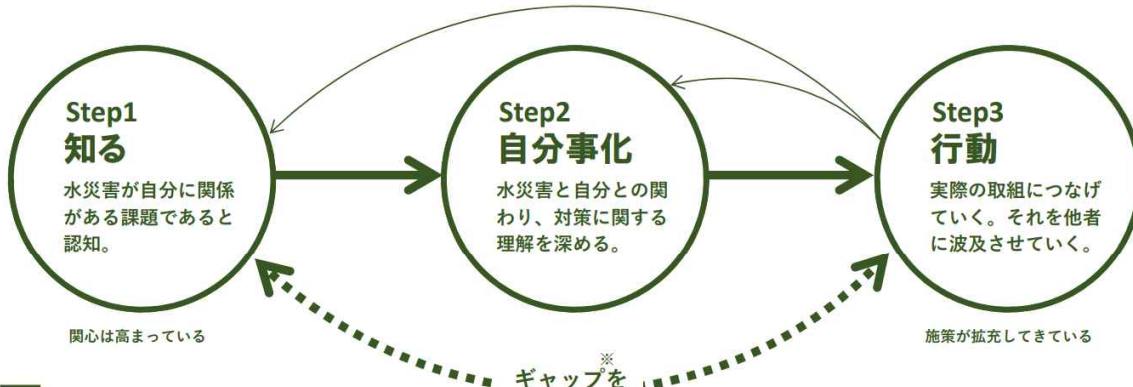 Step1
知る
水災害が自分に関係
がある課題であると
認知。
関心は高まっている
Step2
自分事化
水災害と自分との関
わり、対策に関する
理解を深める。
Step3
行動
実際の取組につなげ
ていく。それを他者
に波及させていく。
施策が拡充してきている
※
ギャップを